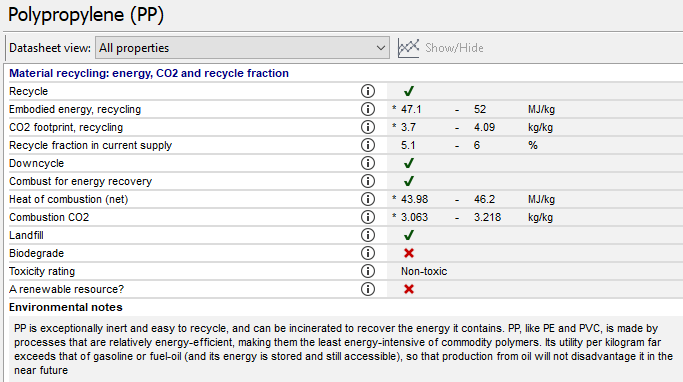 Polypropylene (PP)
Datasheet view: All properties Show/Hide
Material recycling: energy, CO2 and recycle fraction
Recycle
Embodied energy, recycling * 47.1 - 52 MJ/kg
CO2 footprint, recycling * 3.7 - 4.09 kg/kg
Recycle fraction in current supply 5.1 - 6 %
Downcycle
Combust for energy recovery
Heat of combustion (net) * 43.98 - 46.2 MJ/kg
Combustion CO2 * 3.063 - 3.218 kg/kg
Landfill
Biodegrade
Toxicity rating Non-toxic
A renewable resource?
Environmental notes
PP is exceptionally inert and easy to recycle, and can be incinerated to recover the energy it contains. PP, like PE and PVC, is made by
processes that are relatively energy-efficient, making them the least energy-intensive of commodity polymers. Its utility per kilogram far
exceeds that of gasoline or fuel-oil (and its energy is stored and still accessible), so that production from oil will not disadvantage it in the
near future